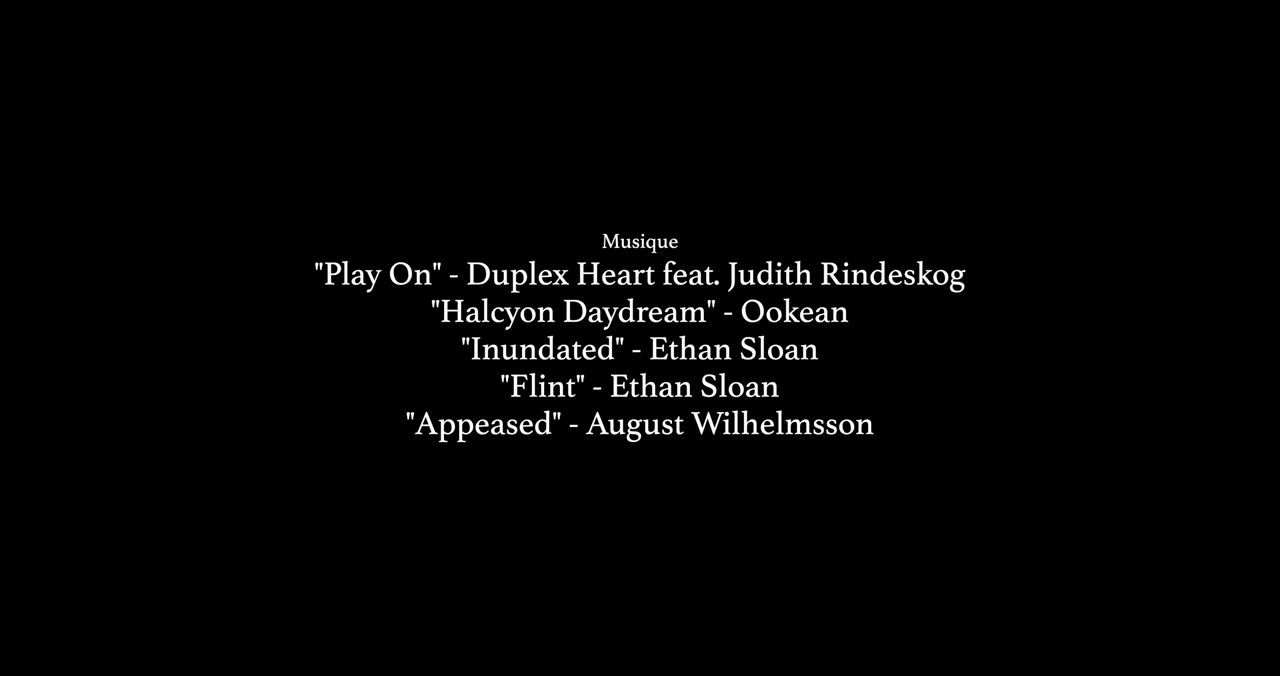 Musique
"Play On" - Duplex Heart feat. Judith Rindeskog
"Halcyon Daydream" - Ookean
"Inundated" - Ethan Sloan
"Flint" - Ethan Sloan
"Appeased" - August Wilhelmsson